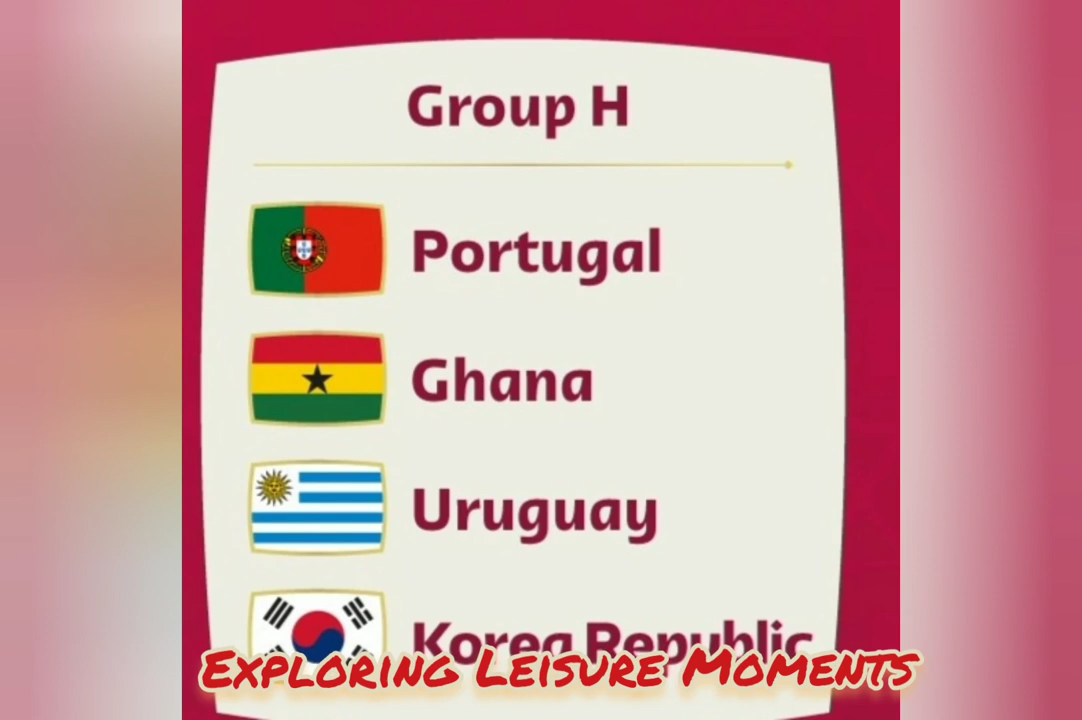 Group H
Portugal
Ghana
Uruguay
Korea Republic
Exploring Leisure Moments